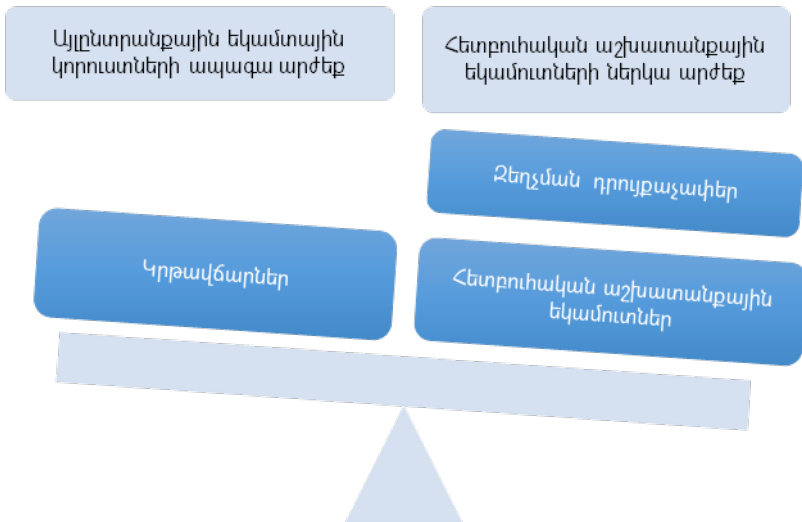 Այլընտրանքային եկամտային
կորուստների ապագա արժեք
Հետբուհական աշխատանքային
եկամուտների ներկա արժեք
Զեղչման դրույքաչափեր
Կրթավճարներ
Հետբուհական աշխատանքային
եկամուտներ